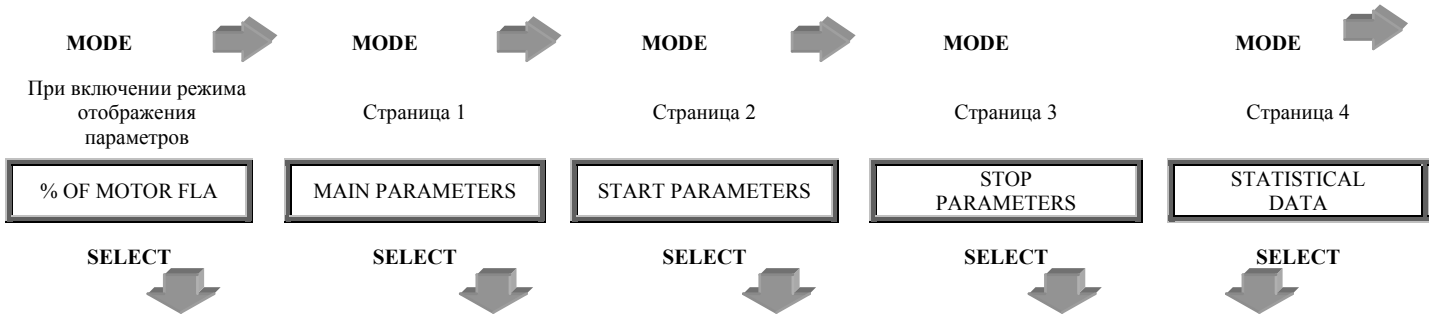 MODE MODE MODE MODE MODE
При включении режима
отображения
параметров
Страница 1 Страница 2 Страница 3 Страница 4
% OF MOTOR FLA MAIN PARAMETERS START PARAMETERS
STOP
PARAMETERS
STATISTICAL
DATA
SELECT SELECT SELECT SELECT SELECT